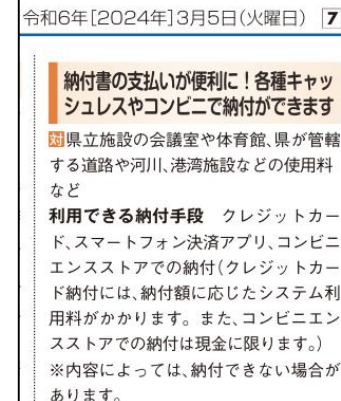 令和6年[2024年]3月5日(火曜日) 7
納付書の支払いが便利に！各種キャッ
シュレスやコンビニで納付ができます
対県立施設の会議室や体育館、県が管轄
する道路や河川、港湾施設などの使用料
など
利用できる納付手段　クレジットカー
ド、スマートフォン決済アプリ、コンビニ
エンスストアでの納付(クレジットカー
ド納付には、納付額に応じたシステム利
用料がかかります。また、コンビニエン
スストアでの納付は現金に限ります。)
※内容によっては、納付できない場合が
あります。